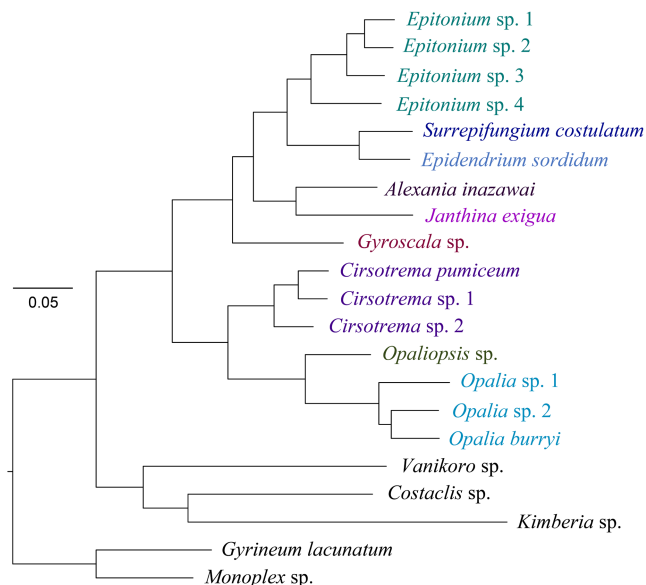 Epitonium sp. 1
Epitonium sp. 2
Epitonium sp. 3
Epitonium sp. 4
Surrepifungium costulatum
Epidendrium sordidum
Alexania inazawai
Janthina exigua
Gyroscala sp.
Cirsotrema pumiceum
0.05
Cirsotrema sp. 1
Cirsotrema sp. 2
Opaliopsis sp.
Opalia sp. 1
Opalia sp. 2
Opalia burryi
Vanikoro sp.
Costaclis sp.
Kimberia sp.
Gyrineum lacunatum
Monoplex sp.